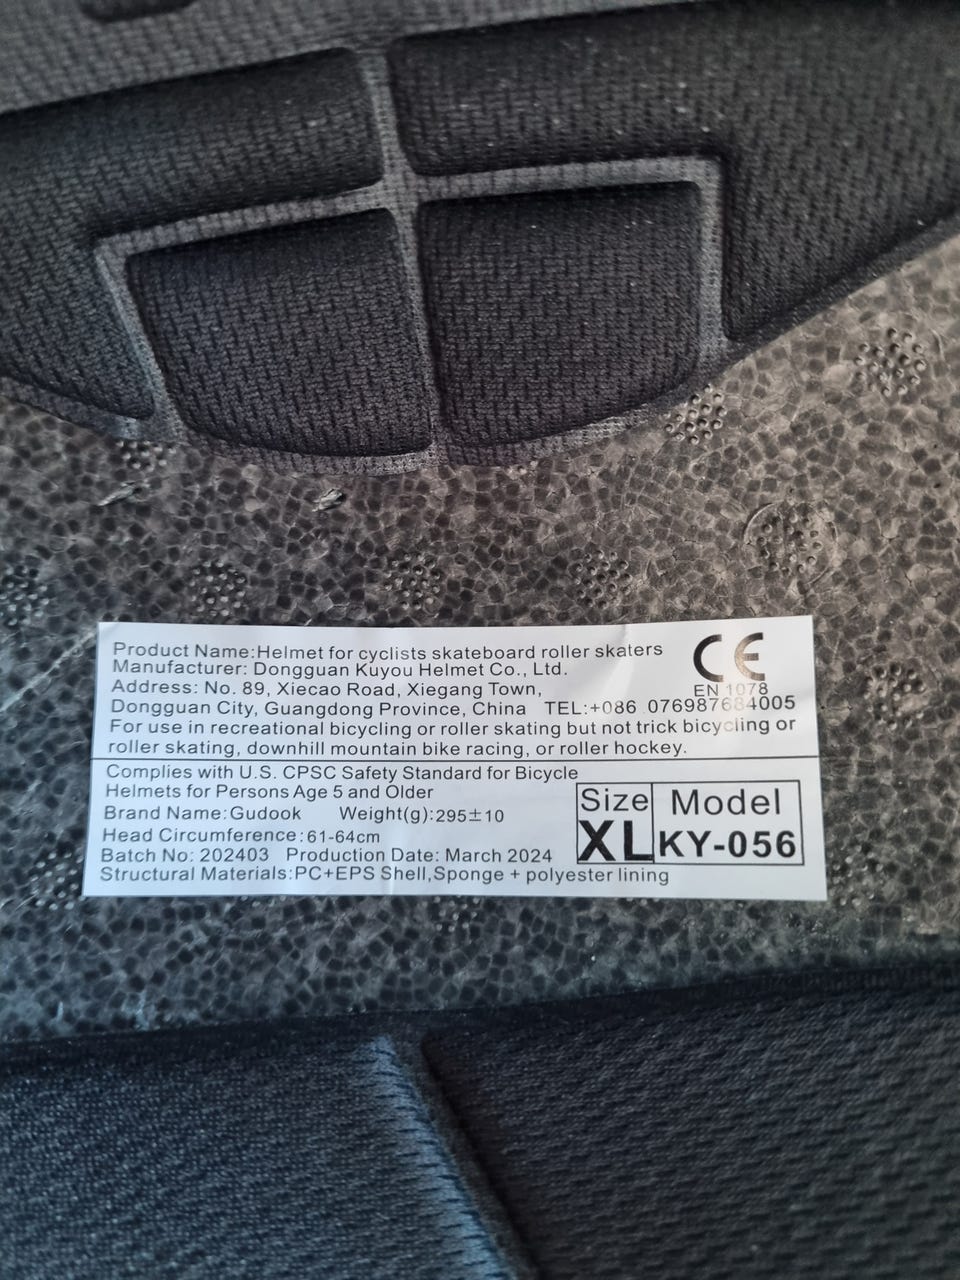 Product Name:Helmet for cyclists skateboard roller skaters
Manufacturer: Dongguan Kuyou Helmet Co., Ltd.
CE
EN 1078
Address: No. 89, Xiecao Road, Xiegang Town,
Dongguan City, Guangdong Province, China TEL:+086 076987684005
For use in recreational bicycling or roller skating but not trick bicycling or
roller skating, downhill mountain bike racing, or roller hockey.
Complies with U.S. CPSC Safety Standard for Bicycle
Helmets for Persons Age 5 and Older
Brand Name:Gudook Weight(g):295±10
Head Circumference:61-64cm
Batch No: 202403 Production Date: March 2024
Structural Materials:PC+EPS Shell,Sponge + polyester lining
Size Model
XL KY-056